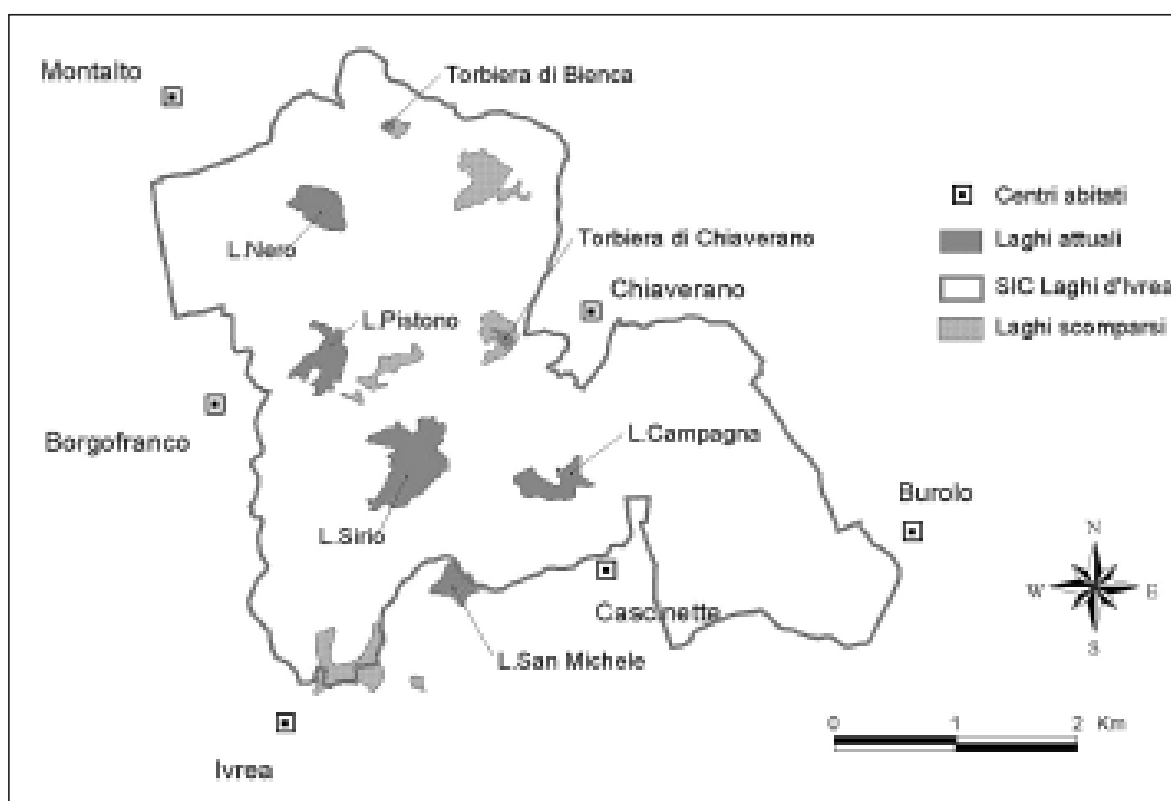 Montalto
Torbiera di Bienca
Centri abitati
L.Nero
Torbiera di Chiaverano
Laghi attuali
Chiaverano
SIC Laghi d'Ivrea
L.Pistono
Laghi scomparsi
Borgofranco
L.Campagna
Burolo
L.Sirio
N
W
E
S
Cascinette
L.San Michele
0 1 2 Km
Ivrea